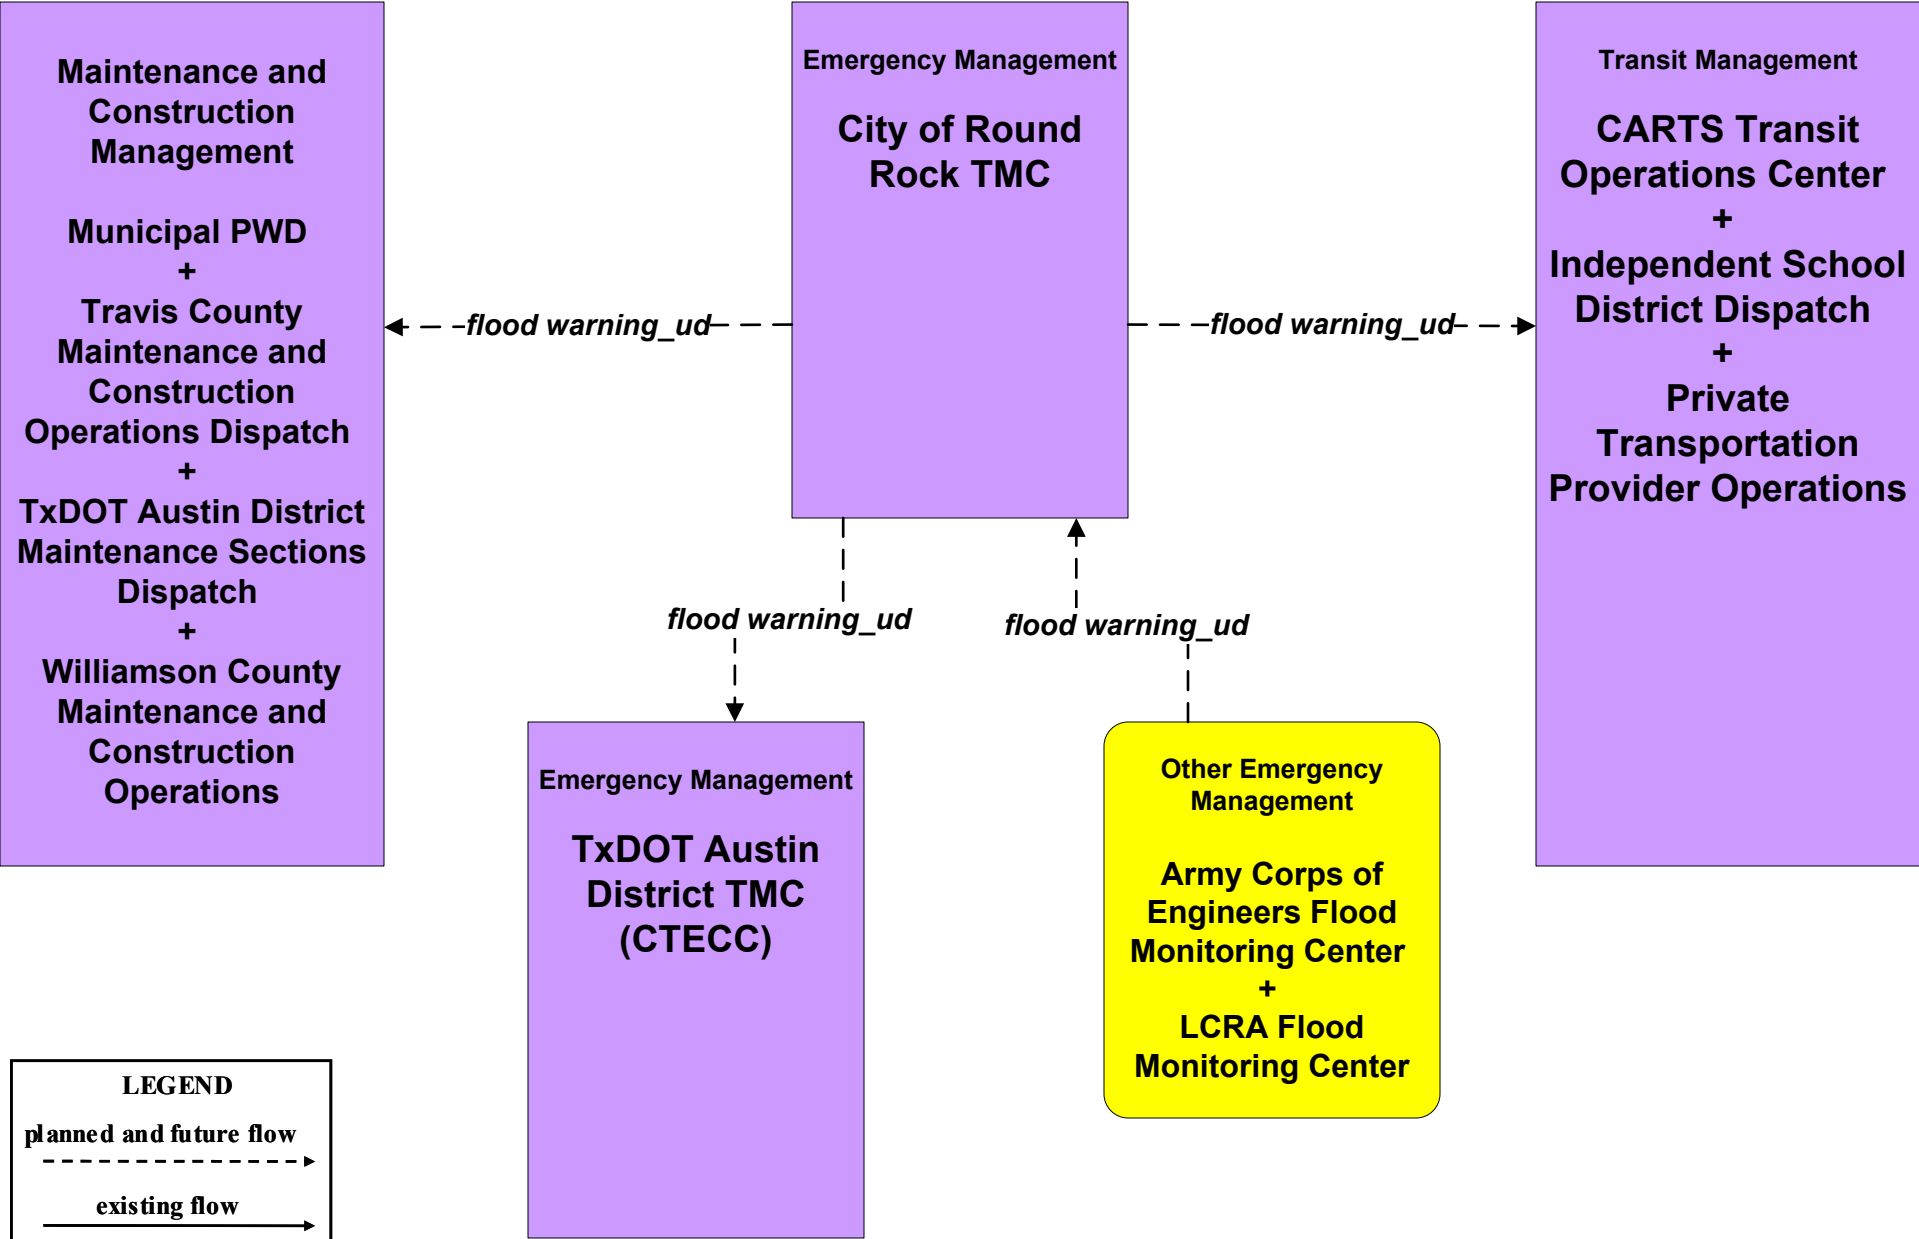 Maintenance and
Construction
Management
Municipal PWD
+
Travis County
Maintenance and
Construction
Operations Dispatch
+
TxDOT Austin District
Maintenance Sections
Dispatch
+
Williamson County
Maintenance and
Construction
Operations
flood warning_ud
Emergency Management
City of Round
Rock TMC
flood warning_ud
Transit Management
CARTS Transit
Operations Center
+
Independent School
District Dispatch
+
Private
Transportation
Provider Operations
flood warning_ud
flood warning_ud
Emergency Management
TxDOT Austin
District TMC
(CTECC)
Other Emergency
Management
Army Corps of
Engineers Flood
Monitoring Center
+
LCRA Flood
Monitoring Center
LEGEND
planned and future flow
existing flow